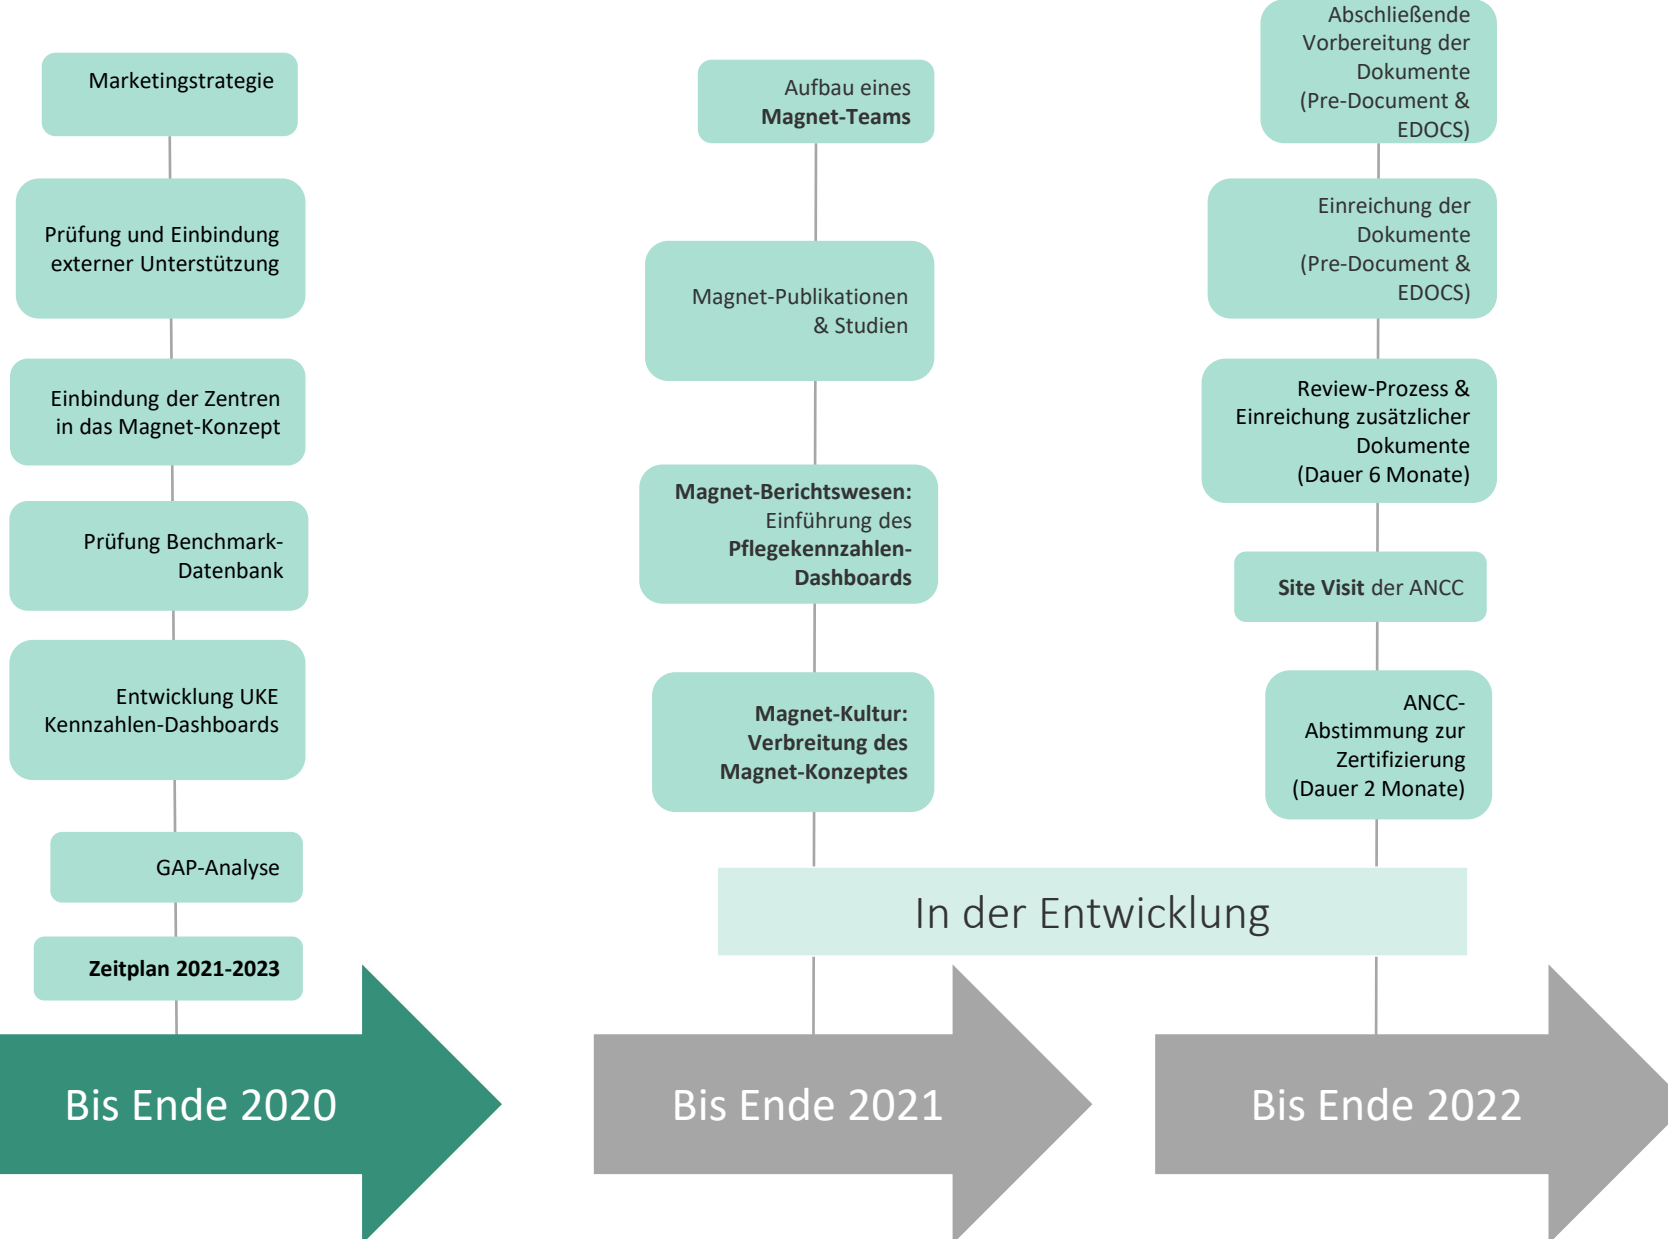 Marketingstrategie
Prüfung und Einbindung
externer Unterstützung
Einbindung der Zentren
in das Magnet-Konzept
Prüfung Benchmark-
Datenbank
Entwicklung UKE
Kennzahlen-Dashboards
GAP-Analyse
Zeitplan 2021-2023
Bis Ende 2020
Aufbau eines
Magnet-Teams
Magnet-Publikationen
& Studien
Magnet-Berichtswesen:
Einführung des
Pflegekennzahlen-
Dashboards
Magnet-Kultur:
Verbreitung des
Magnet-Konzeptes
In der Entwicklung
Bis Ende 2021
Abschließende
Vorbereitung der
Dokumente
(Pre-Document &
EDOCS)
Einreichung der
Dokumente
(Pre-Document &
EDOCS)
Review-Prozess &
Einreichung zusätzlicher
Dokumente
(Dauer 6 Monate)
Site Visit der ANCC
ANCC-
Abstimmung zur
Zertifizierung
(Dauer 2 Monate)
Bis Ende 2022